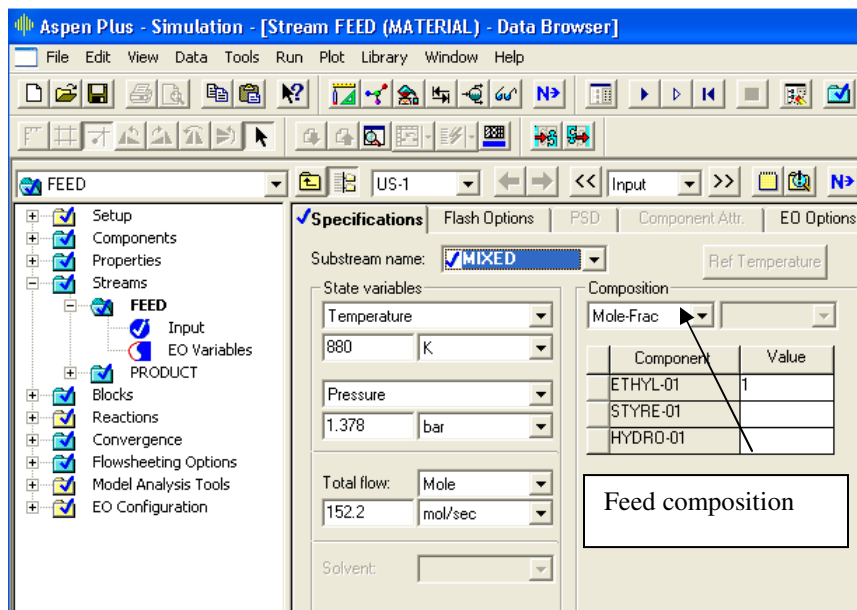 Aspen Plus - Simulation - [Stream FEED (MATERIAL) - Data Browser]
File Edit View Data Tools Run Plot Library Window Help
N
FEED US-1 << Input >> N
Setup
Components
Properties
Streams
FEED
Input
EO Variables
PRODUCT
Blocks
Reactions
Convergence
Flowsheeting Options
Model Analysis Tools
EO Configuration
Specifications Flash Options PSD Component Attr. EO Options
Substream name: MIXED Ref Temperature
State variables
Temperature
880 K
Pressure
1.378 bar
Total flow: Mole
152.2 mol/sec
Solvent:
Composition
Mole-Frac
Component Value
ETHYL-01 1
STYRE-01
HYDRO-01
Feed composition